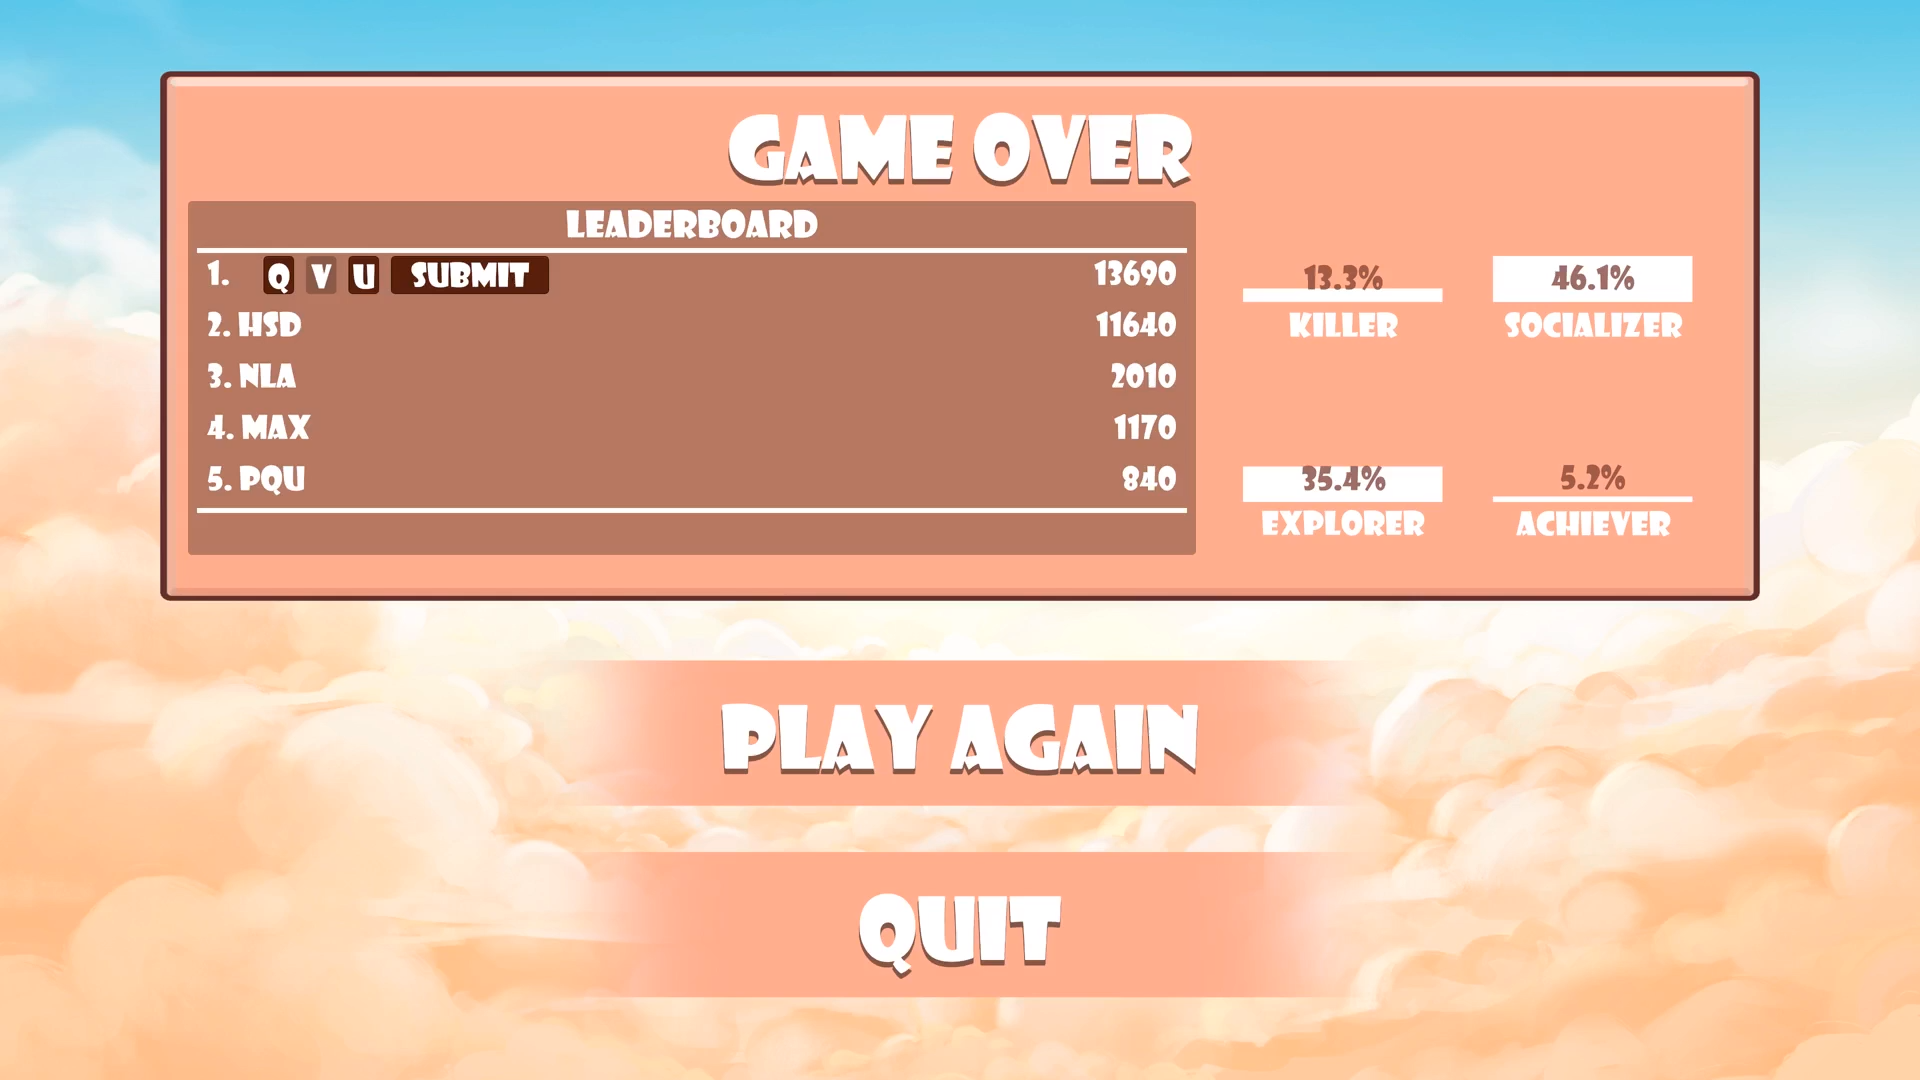 GAME OVER
LEADERBOARD
1. Q V U SUBMIT 13690
2. HSD 11640
3. NLA 2010
4. MAX 1170
5. PQU 840
13.3% 46.1%
KILLER SOCIALIZER
35.4% 5.2%
EXPLORER ACHIEVER
PLAY AGAIN
QUIT